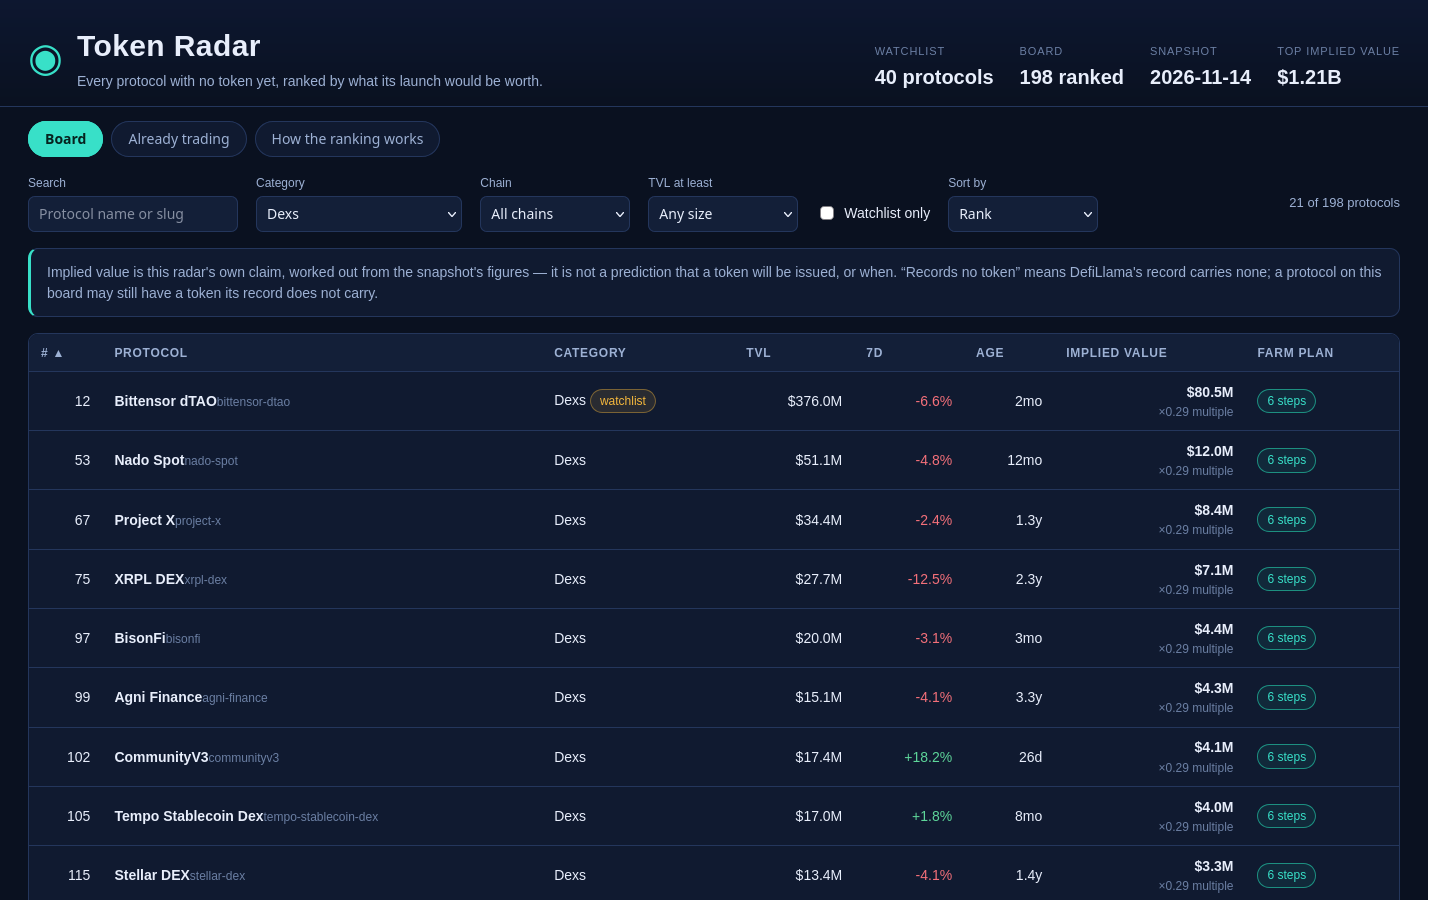 Token Radar
Every protocol with no token yet, ranked by what its launch would be worth.
WATCHLIST
40 protocols
BOARD
198 ranked
SNAPSHOT
2026-11-14
TOP IMPLIED VALUE
$1.21B
Board
Already trading
How the ranking works
Search
Protocol name or slug
Category
Dexs
Chain
All chains
TVL at least
Any size
Watchlist only
Sort by
Rank
21 of 198 protocols
Implied value is this radar's own claim, worked out from the snapshot's figures — it is not a prediction that a token will be issued, or when. “Records no token” means DefiLlama's record carries none; a protocol on this
board may still have a token its record does not carry.
# ▲ PROTOCOL CATEGORY TVL 7D AGE IMPLIED VALUE FARM PLAN
12 Bittensor dTAObittensor-dtao Dexs watchlist $376.0M -6.6% 2mo $80.5M 6 steps
×0.29 multiple
53 Nado Spotnado-spot Dexs $51.1M -4.8% 12mo $12.0M 6 steps
×0.29 multiple
67 Project Xproject-x Dexs $34.4M -2.4% 1.3y $8.4M 6 steps
×0.29 multiple
75 XRPL DEXxrpl-dex Dexs $27.7M -12.5% 2.3y $7.1M 6 steps
×0.29 multiple
97 BisonFibisonfi Dexs $20.0M -3.1% 3mo $4.4M 6 steps
×0.29 multiple
99 Agni Financeagni-finance Dexs $15.1M -4.1% 3.3y $4.3M 6 steps
×0.29 multiple
102 CommunityV3communityv3 Dexs $17.4M +18.2% 26d $4.1M 6 steps
×0.29 multiple
105 Tempo Stablecoin Dextempo-stablecoin-dex Dexs $17.0M +1.8% 8mo $4.0M 6 steps
×0.29 multiple
115 Stellar DEXstellar-dex Dexs $13.4M -4.1% 1.4y $3.3M 6 steps
×0.29 multiple